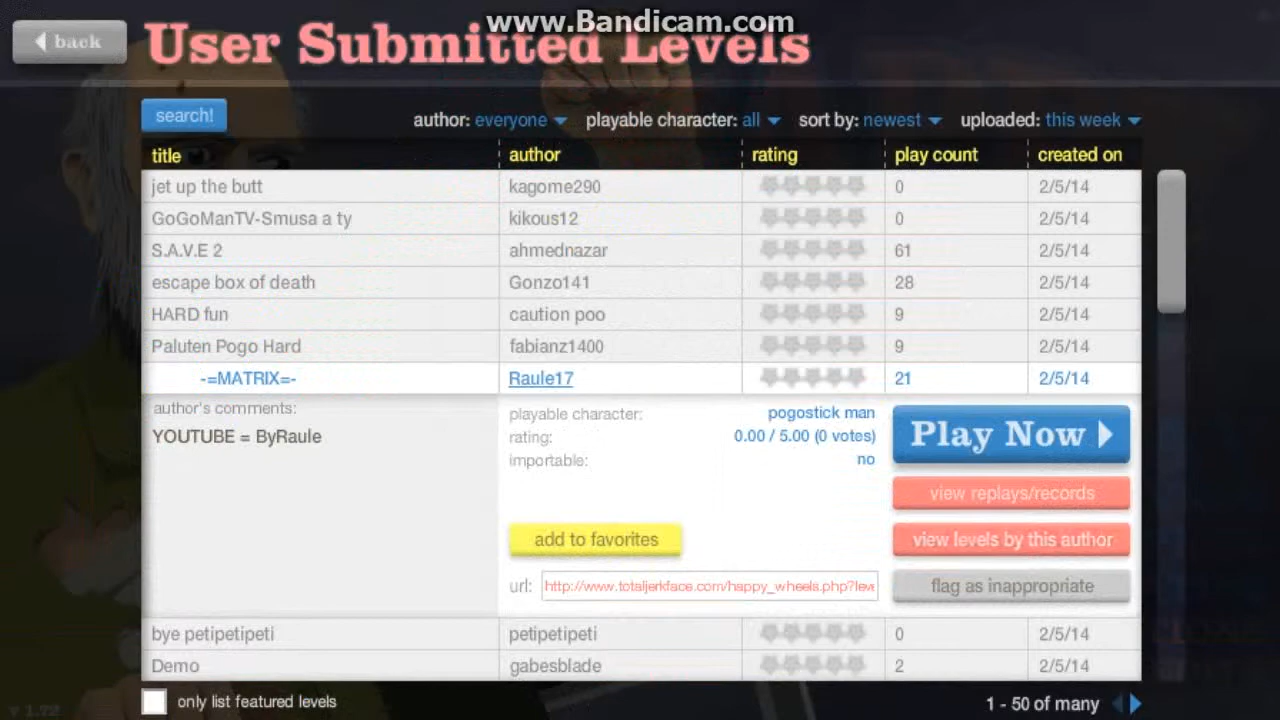 www.Bandicam.com
back
User Submitted Levels
search!
author: everyone playable character: all sort by: newest uploaded: this week
title author rating play count created on
jet up the butt kagome290 0 2/5/14
GoGoManTV-Smusa a ty kikous12 0 2/5/14
S.A.V.E 2 ahmednazar 61 2/5/14
escape box of death Gonzo141 28 2/5/14
HARD fun caution poo 9 2/5/14
Paluten Pogo Hard fabianz1400 9 2/5/14
-=MATRIX=- Raule17 21 2/5/14
author's comments:
YOUTUBE = ByRaule
playable character: pogostick man
rating: 0.00 / 5.00 (0 votes)
importable: no
add to favorites
url: http://www.totaljerkface.com/happy_wheels.php?leve
Play Now
view replays/records
view levels by this author
flag as inappropriate
bye petipetipeti petipetipeti 0 2/5/14
Demo gabesblade 2 2/5/14
only list featured levels
1 - 50 of many
v 1.72